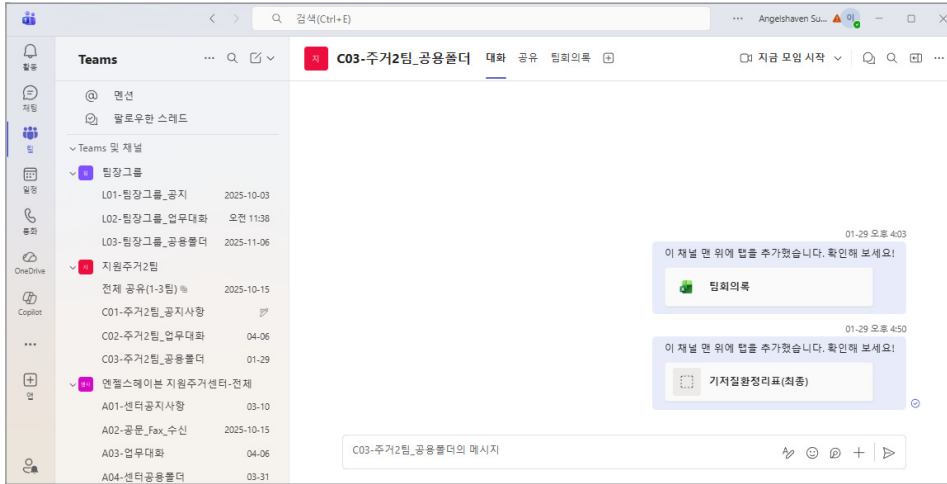 검색(Ctrl+E)
Angelshaven Su...
활동
채팅
팀
일정
통화
OneDrive
Copilot
앱
Teams
멘션
팔로우한 스레드
Teams 및 채널
팀장그룹
L01-팀장그룹_공지 2025-10-03
L02-팀장그룹_업무대화 오전 11:38
L03-팀장그룹_공용폴더 2025-11-06
지 지원주거2팀
전체 공유(1-3팀) 2025-10-15
C01-주거2팀_공지사항
C02-주거2팀_업무대화 04-06
C03-주거2팀_공용폴더 01-29
엔젤스헤이븐 지원주거센터-전체
A01-센터공지사항 03-10
A02-공문_Fax_수신 2025-10-15
A03-업무대화 04-06
A04-센터공용폴더 03-31
지 C03-주거2팀_공용폴더 대화 공유 팀회의록
지금 모임 시작
01-29 오후 4:03
이 채널 맨 위에 탭을 추가했습니다. 확인해 보세요!
팀회의록
01-29 오후 4:50
이 채널 맨 위에 탭을 추가했습니다. 확인해 보세요!
기저질환정리표(최종)
C03-주거2팀_공용폴더의 메시지